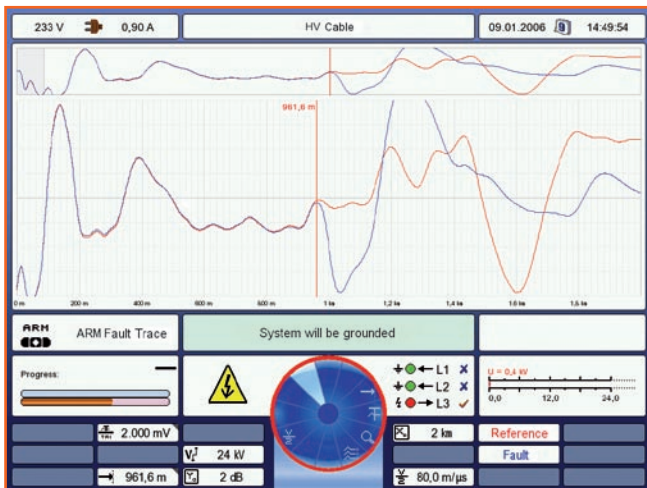 233 V 0,90 A HV Cable 09.01.2006 14:49:54
961,6 m
0 m 200 m 400 m 600 m 800 m 1 km 1,2 km 1,4 km 1,6 km 1,8 km
ARM
ARM Fault Trace System will be grounded
Progress:
L1
L2
L3
U = 0,4 kV
0,0 12,0 24,0
2.000 mV 2 km Reference
24 kV Fault
961,6 m 2 dB 80,0 m/µs